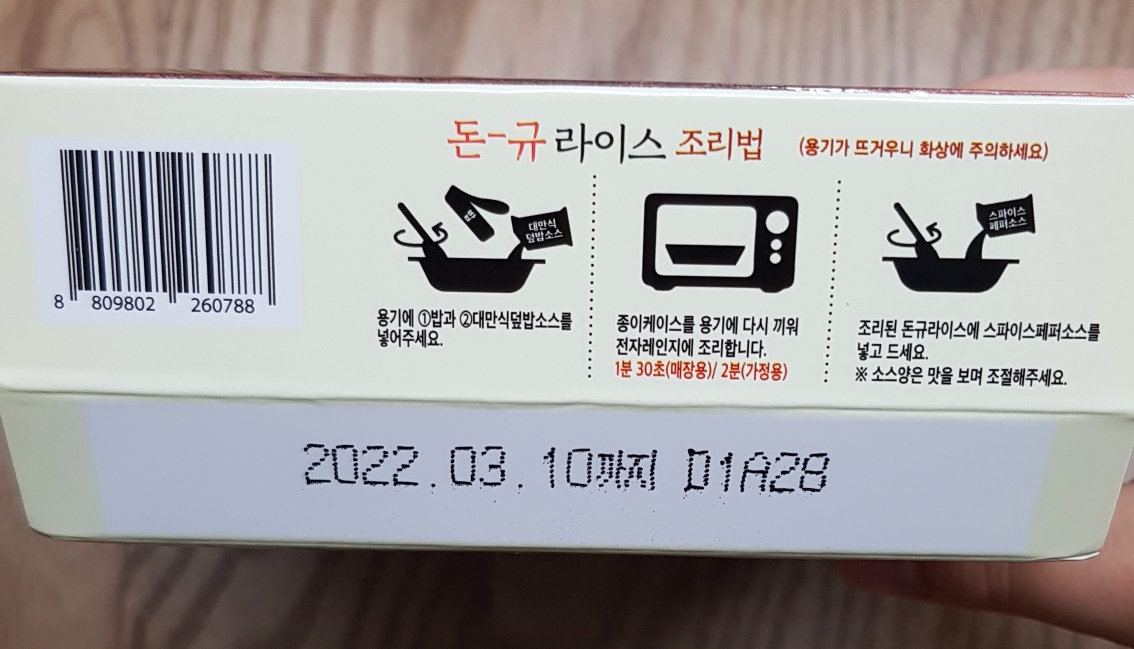 돈-규 라이스 조리법 (용기가 뜨거우니 화상에 주의하세요)
8 809802 260788
대만식
덮밥소스
용기에 ①밥과 ②대만식덮밥소스를
넣어주세요.
종이케이스를 용기에 다시 끼워
전자레인지에 조리합니다.
1분 30초(매장용)/ 2분(가정용)
스파이스
페퍼소스
조리된 돈규라이스에 스파이스페퍼소스를
넣고 드세요.
※ 소스양은 맛을 보며 조절해주세요.
2022.03.10까지 D1A28